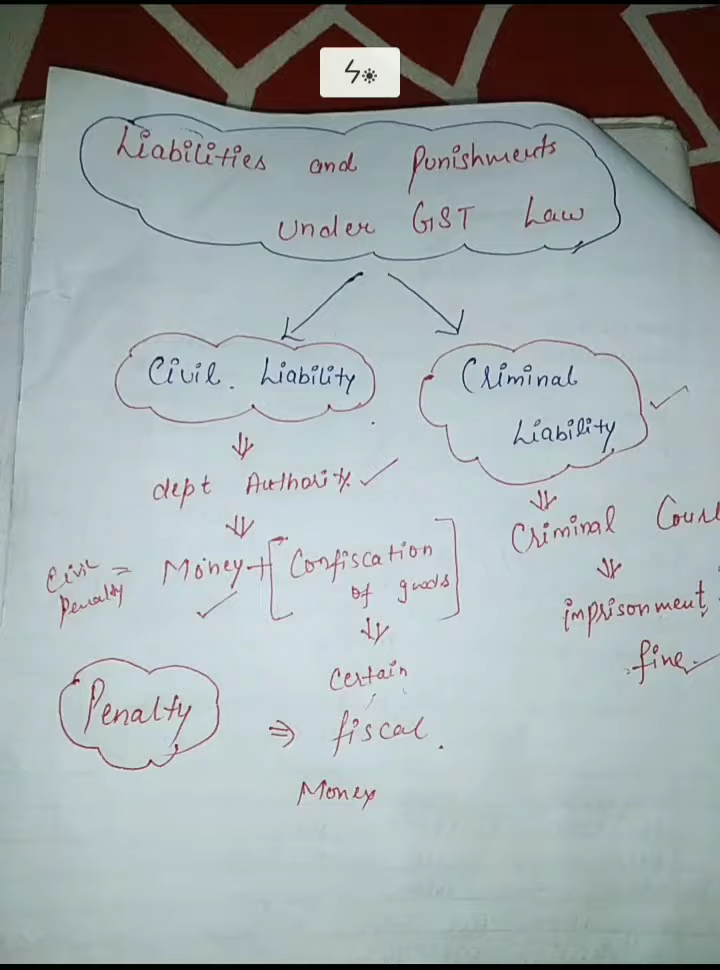 Liabilities and Punishments
under GST Law
Civil. Liability
Criminal
Liability
dept Authority
Criminal Cour
Civil
Penalty
= Money + [Confiscation
of goods]
imprisonment,
fine
Certain
Penalty
⇒ fiscal.
Money